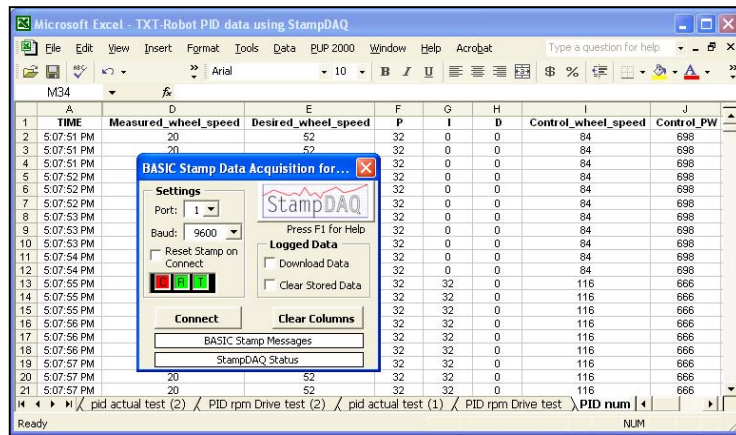 Microsoft Excel - TXT-Robot PID data using StampDAQ
File Edit View Insert Format Tools Data PUP 2000 Window Help Acrobat Type a question for help
Arial 10 B I U $ %
M34 fx
A D E F G H I J
1 TIME Measured_wheel_speed Desired_wheel_speed P I D Control_wheel_speed Control_PW
2 5:07:51 PM 20 52 32 0 0 84 698
3 5:07:51 PM 20 52 32 0 0 84 698
4 5:07:51 PM 32 0 0 84 698
5 5:07:52 PM 32 0 0 84 698
6 5:07:52 PM 32 0 0 84 698
7 5:07:52 PM 32 0 0 84 698
8 5:07:53 PM 32 0 0 84 698
9 5:07:53 PM 32 0 0 84 698
10 5:07:53 PM 32 0 0 84 698
11 5:07:54 PM 32 0 0 84 698
12 5:07:54 PM 32 0 0 84 698
13 5:07:55 PM 32 32 0 116 666
14 5:07:55 PM 32 32 0 116 666
15 5:07:55 PM 32 32 0 116 666
16 5:07:56 PM 32 32 0 116 666
17 5:07:56 PM 32 32 0 116 666
18 5:07:56 PM 32 32 0 116 666
19 5:07:57 PM 32 32 0 116 666
20 5:07:57 PM 20 52 32 32 0 116 666
21 5:07:57 PM 20 52 32 32 0 116 666
BASIC Stamp Data Acquisition for...
Settings
Port: 1
Baud: 9600
Reset Stamp on
Connect
C R T
StampDAQ
Press F1 for Help
Logged Data
Download Data
Clear Stored Data
Connect
Clear Columns
BASIC Stamp Messages
StampDAQ Status
pid actual test (2) PID rpm Drive test (2) pid actual test (1) PID rpm Drive test PID num
Ready NUM